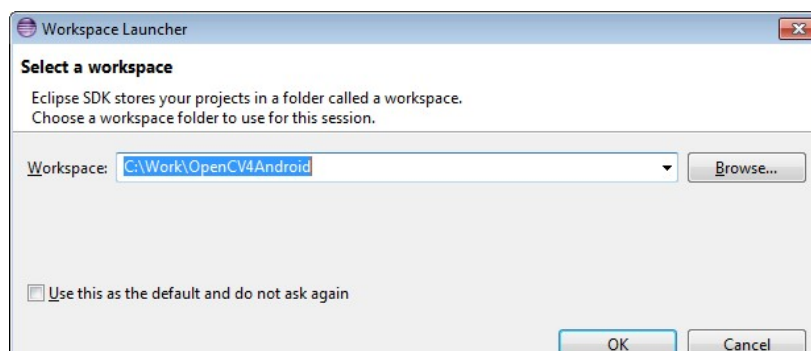 Workspace Launcher
Select a workspace
Eclipse SDK stores your projects in a folder called a workspace.
Choose a workspace folder to use for this session.
Workspace: C:\Work\OpenCV4Android Browse...
Use this as the default and do not ask again
OK Cancel